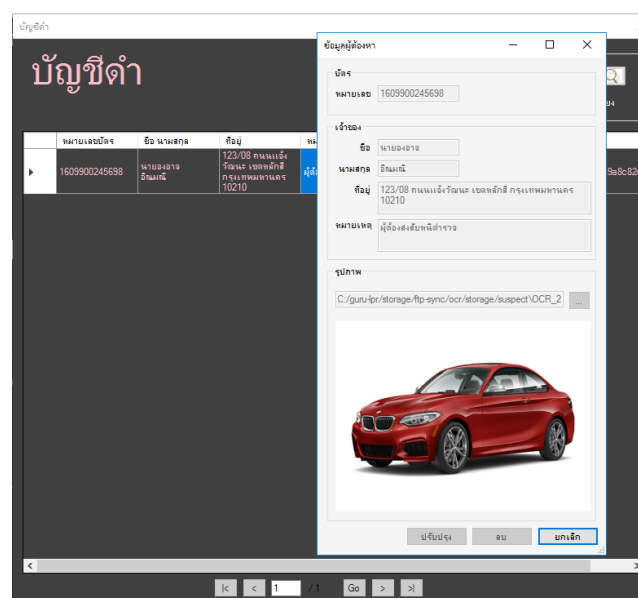 บัญชีดำ
บัญชีดำ
หมายเลขบัตร ชื่อ นามสกุล ที่อยู่
1609900245698 นายองอาจ อิณมณี 123/08 ถนนแจ้งวัฒนะ เขตหลักสี่ กรุงเทพมหานคร 10210
ข้อมูลผู้ต้องหา
บัตร
หมายเลข 1609900245698
เจ้าของ
ชื่อ นายองอาจ
นามสกุล อิณมณี
ที่อยู่ 123/08 ถนนแจ้งวัฒนะ เขตหลักสี่ กรุงเทพมหานคร
10210
หมายเหตุ ผู้ต้องสงสัยหนีตำรวจ
รูปภาพ
C:/guru-lpr/storage/ftp-sync/ocr/storage/suspect\OCR_2 ...
ปรับปรุง ลบ ยกเลิก
|< < 1 / 1 Go > >|